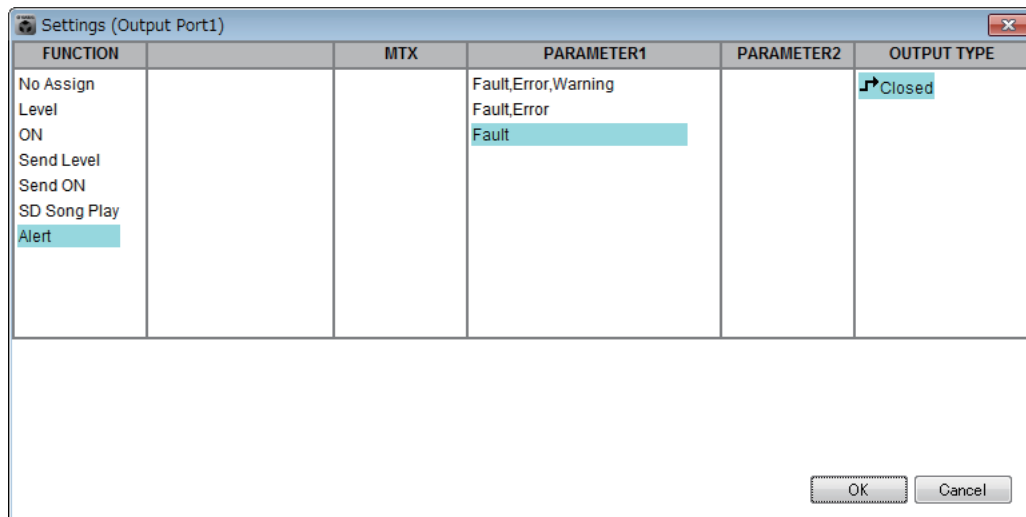 Settings (Output Port1)
FUNCTION MTX PARAMETER1 PARAMETER2 OUTPUT TYPE
No Assign Fault,Error,Warning Closed
Level Fault,Error
ON Fault
Send Level
Send ON
SD Song Play
Alert
OK Cancel